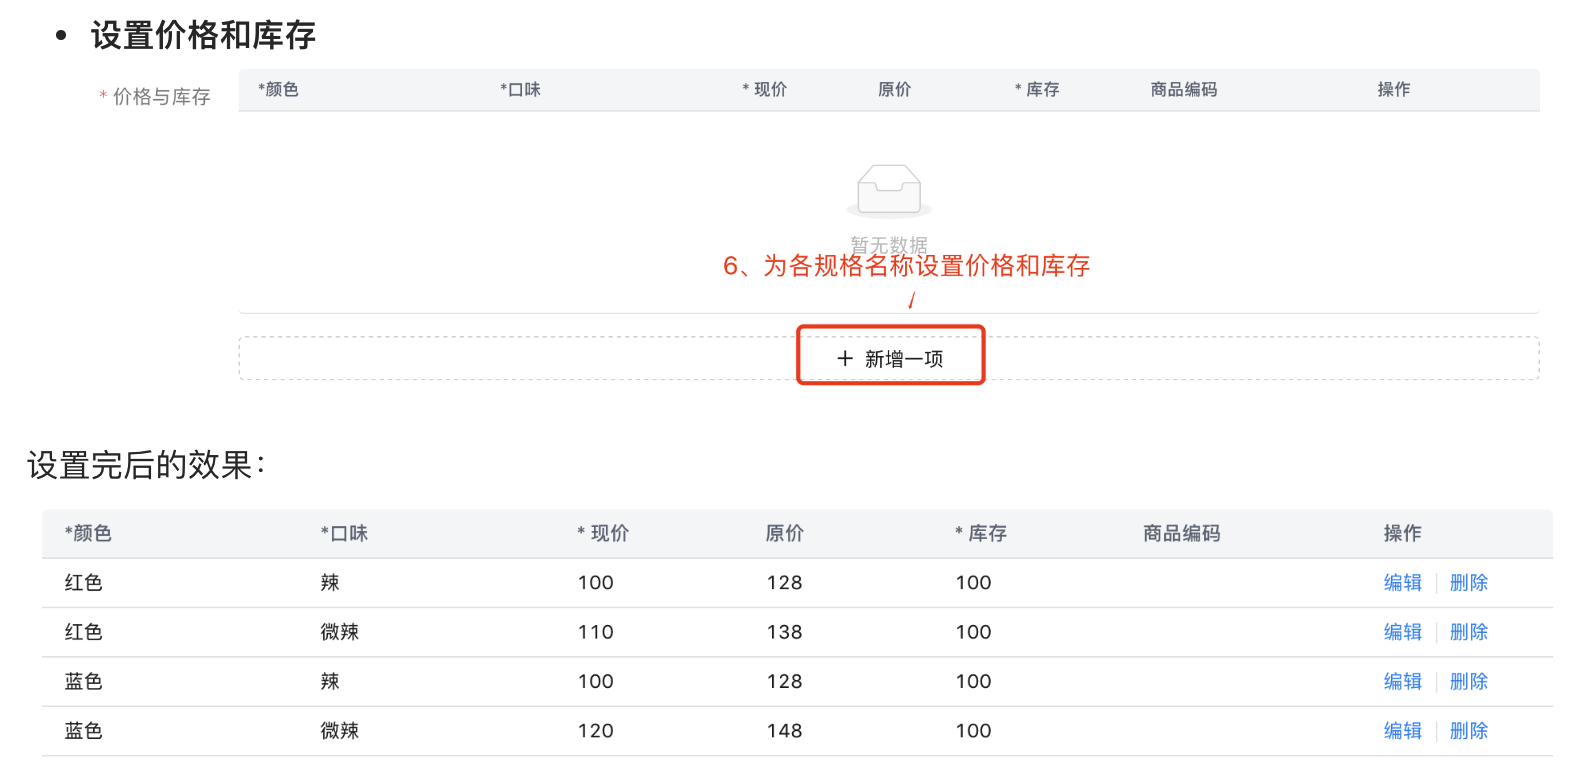 • 设置价格和库存
* 价格与库存 *颜色 *口味 * 现价 原价 * 库存 商品编码 操作
暂无数据
6、为各规格名称设置价格和库存
+ 新增一项
设置完后的效果：
*颜色 *口味 * 现价 原价 * 库存 商品编码 操作
红色 辣 100 128 100 编辑 删除
红色 微辣 110 138 100 编辑 删除
蓝色 辣 100 128 100 编辑 删除
蓝色 微辣 120 148 100 编辑 删除